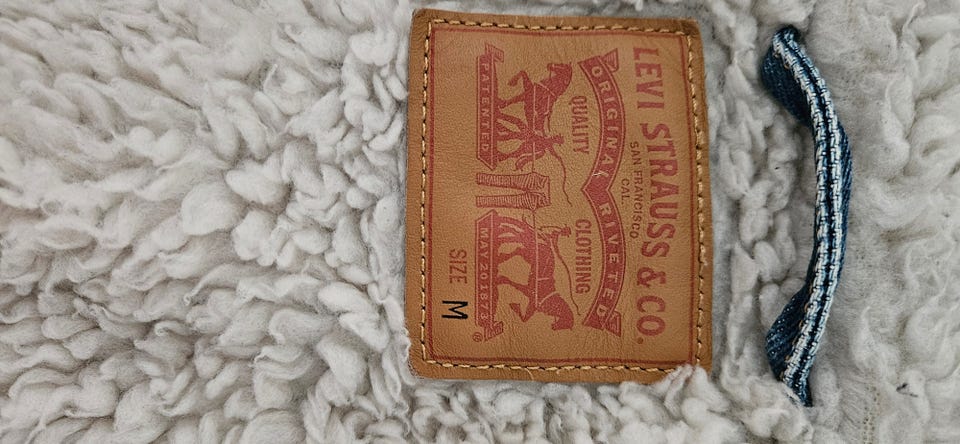 LEVI STRAUSS & CO.
SAN FRANCISCO
CAL.
ORIGINAL RIVETED
QUALITY CLOTHING
PATENTED MAY 20 1873
®
SIZE M